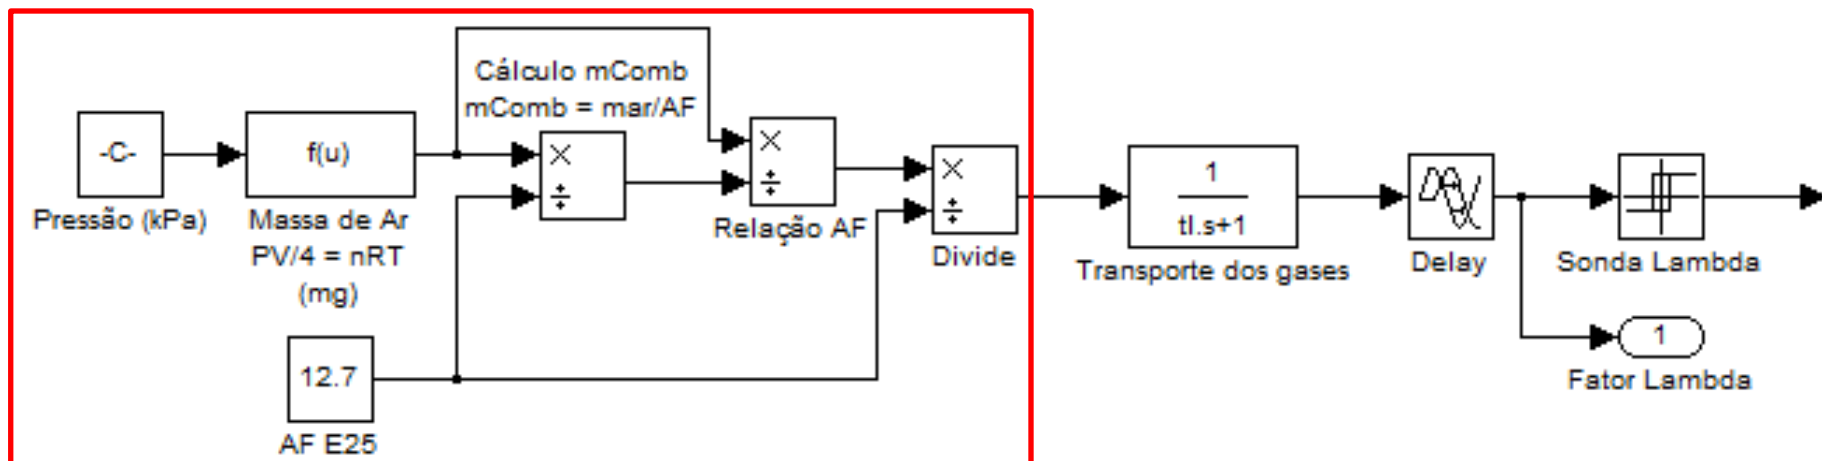 Cálculo mComb
mComb = mar/AF
-C-
Pressão (kPa)
f(u)
Massa de Ar
PV/4 = nRT
(mg)
×
÷
×
÷
Relação AF
×
÷
Divide
1
tl.s+1
Transporte dos gases
Delay
Sonda Lambda
1
Fator Lambda
12.7
AF E25